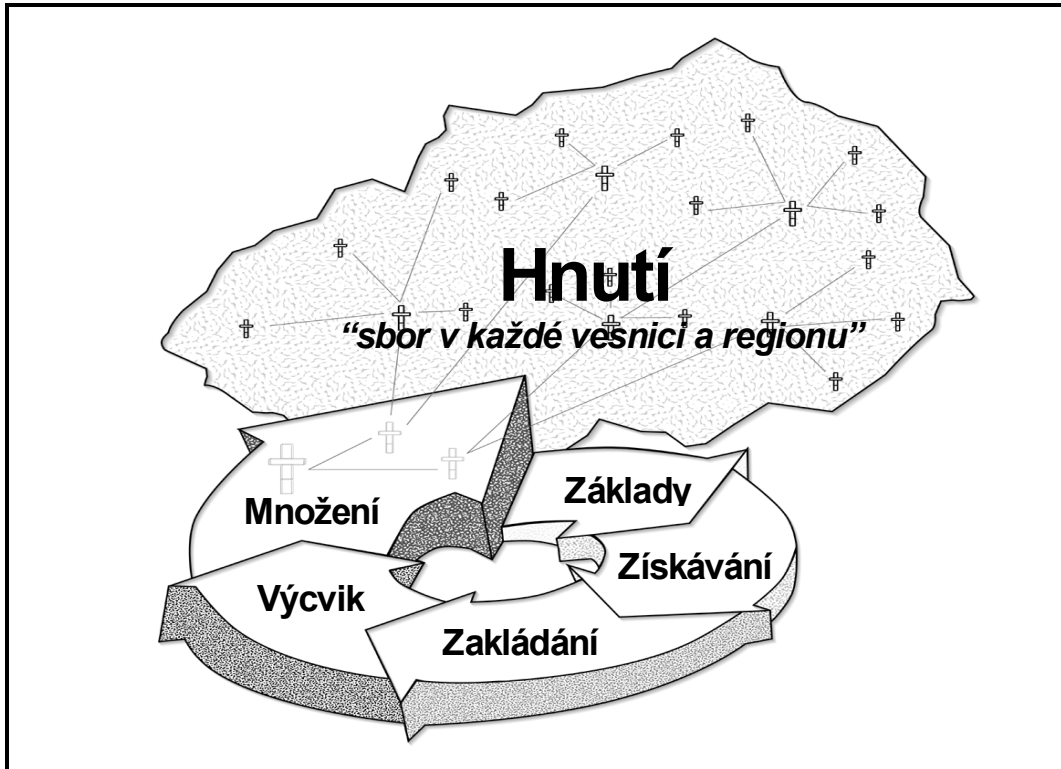 Hnutí
“sbor v každé vesnici a regionu”
Základy
Množení
Získávání
Výcvik
Zakládání